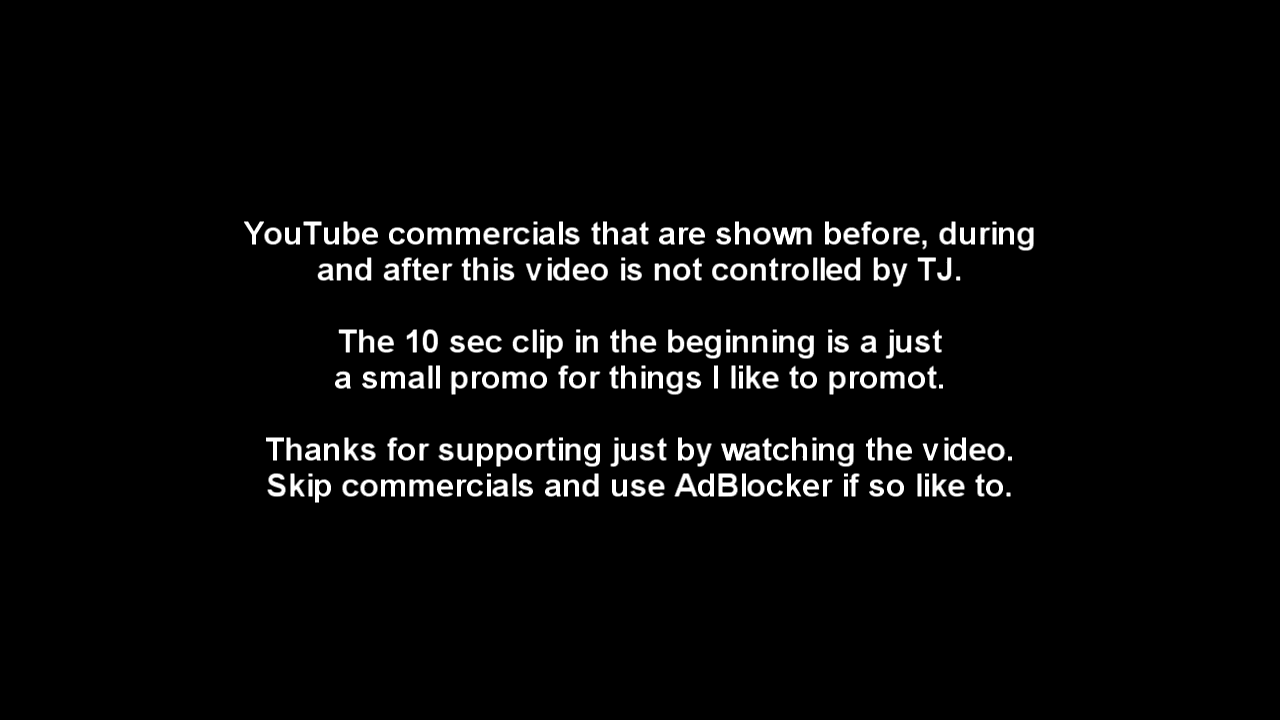 YouTube commercials that are shown before, during
and after this video is not controlled by TJ.
The 10 sec clip in the beginning is a just
a small promo for things I like to promot.
Thanks for supporting just by watching the video.
Skip commercials and use AdBlocker if so like to.